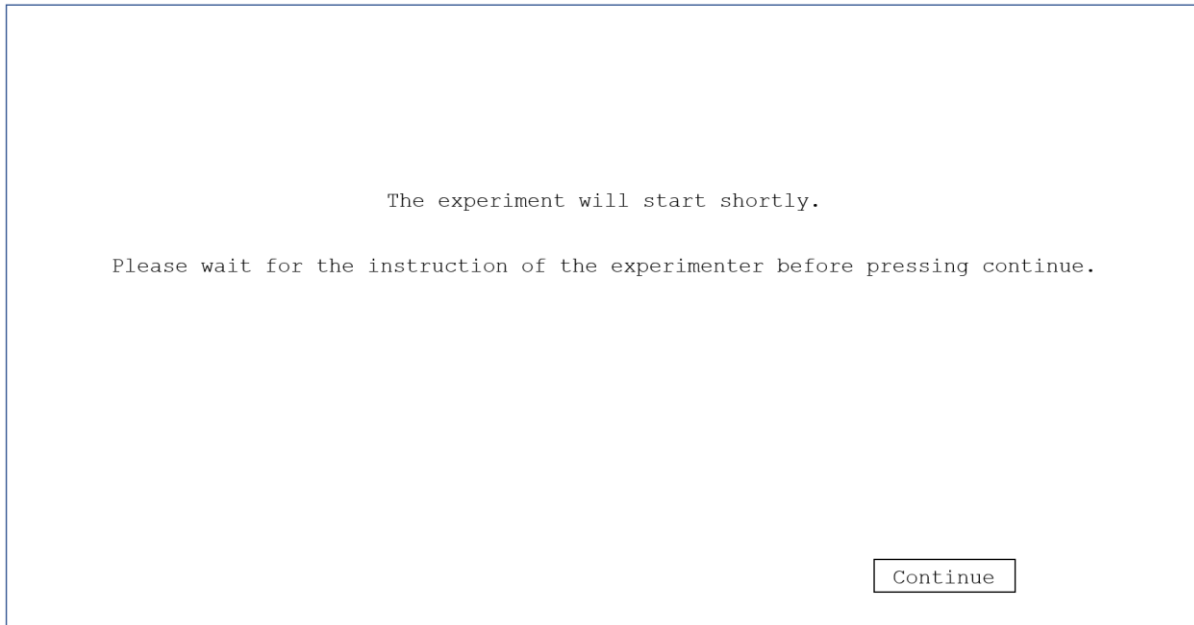 The experiment will start shortly.
Please wait for the instruction of the experimenter before pressing continue.
Continue